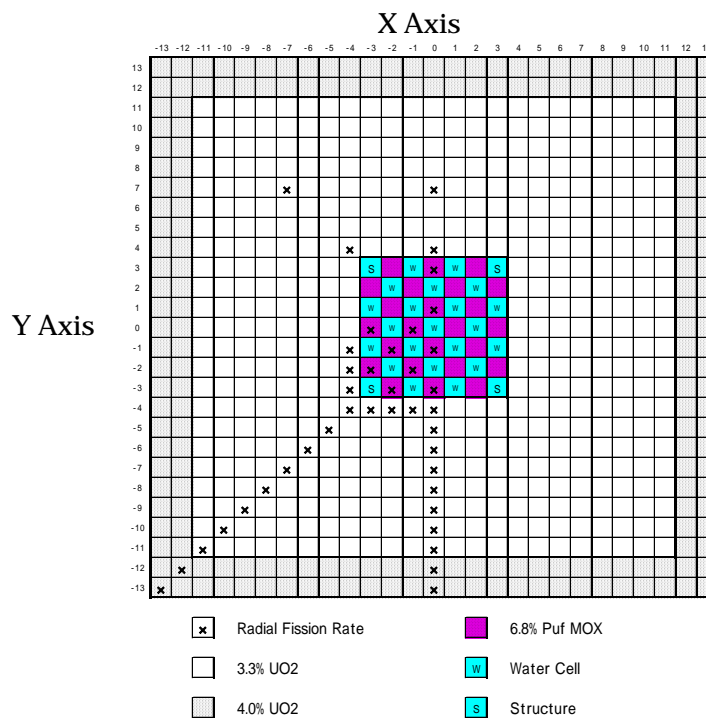 X Axis
-13 -12 -11 -10 -9 -8 -7 -6 -5 -4 -3 -2 -1 0 1 2 3 4 5 6 7 8 9 10 11 12
13
12
11
10
9
8
7
6
5
4
3 S W W S
2 W W W
1 W W W W
Y Axis
0 W W W
-1 W W W W
-2 W W W
-3 S W W S
-4
-5
-6
-7
-8
-9
-10
-11
-12
-13
Radial Fission Rate
6.8% Puf MOX
3.3% UO2
W Water Cell
4.0% UO2
S Structure